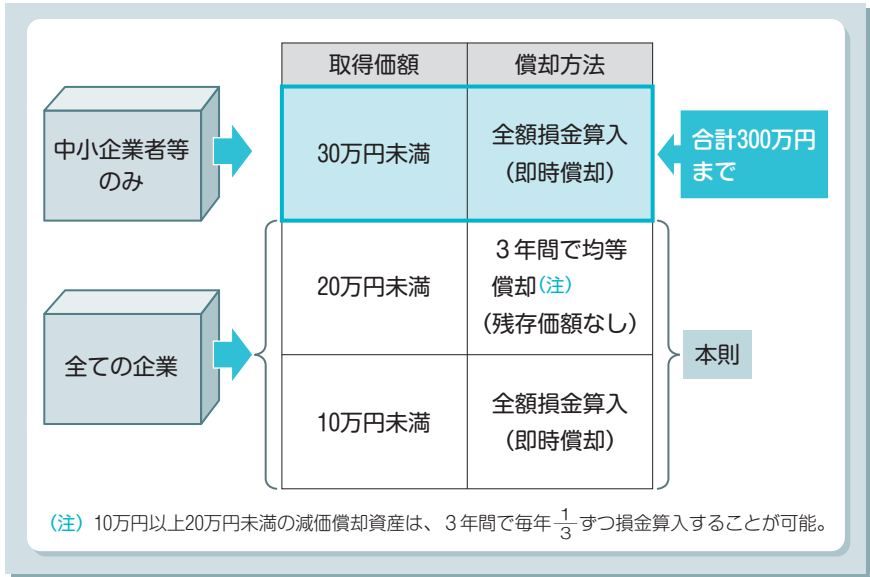 取得価額
償却方法
中小企業者等
のみ
30万円未満
全額損金算入
(即時償却)
合計300万円
まで
全ての企業
20万円未満
3年間で均等
償却(注)
(残存価額なし)
10万円未満
全額損金算入
(即時償却)
本則
(注) 10万円以上20万円未満の減価償却資産は、3年間で毎年1/3ずつ損金算入することが可能。